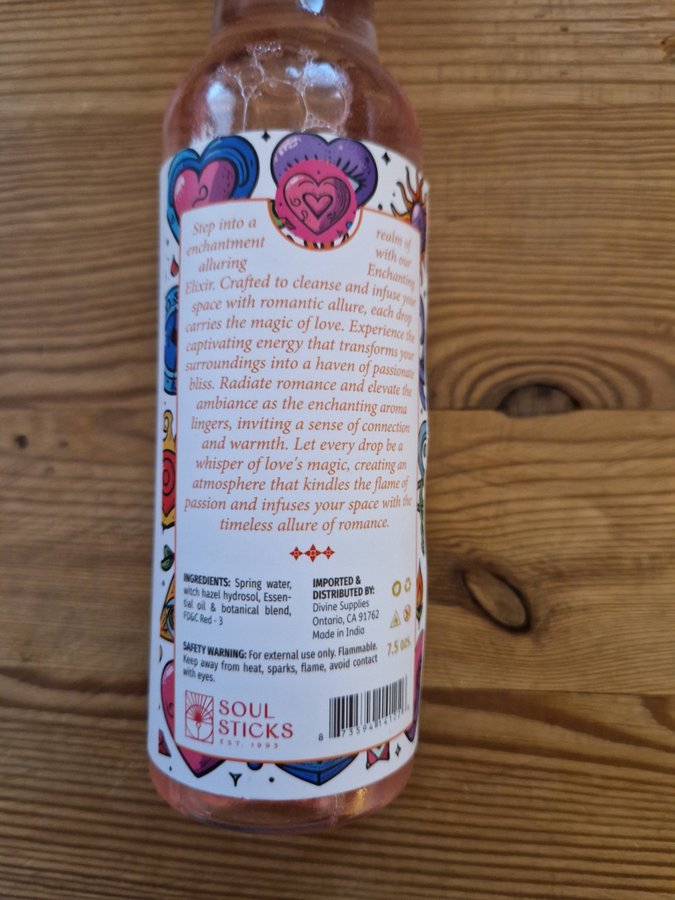 Step into a realm of
enchantment with our
alluring Enchanting
Elixir. Crafted to cleanse and infuse your
space with romantic allure, each drop
carries the magic of love. Experience the
captivating energy that transforms your
surroundings into a haven of passionate
bliss. Radiate romance and elevate the
ambiance as the enchanting aroma
lingers, inviting a sense of connection
and warmth. Let every drop be a
whisper of love's magic, creating an
atmosphere that kindles the flame of
passion and infuses your space with the
timeless allure of romance.
INGREDIENTS: Spring water,
witch hazel hydrosol, Essen-
tial oil & botanical blend,
FD&C Red - 3
IMPORTED &
DISTRIBUTED BY:
Divine Supplies
Ontario, CA 91762
Made in India
SAFETY WARNING: For external use only. Flammable.
Keep away from heat, sparks, flame, avoid contact
with eyes.
7.5 ozs.
SOUL
STICKS
EST. 1993